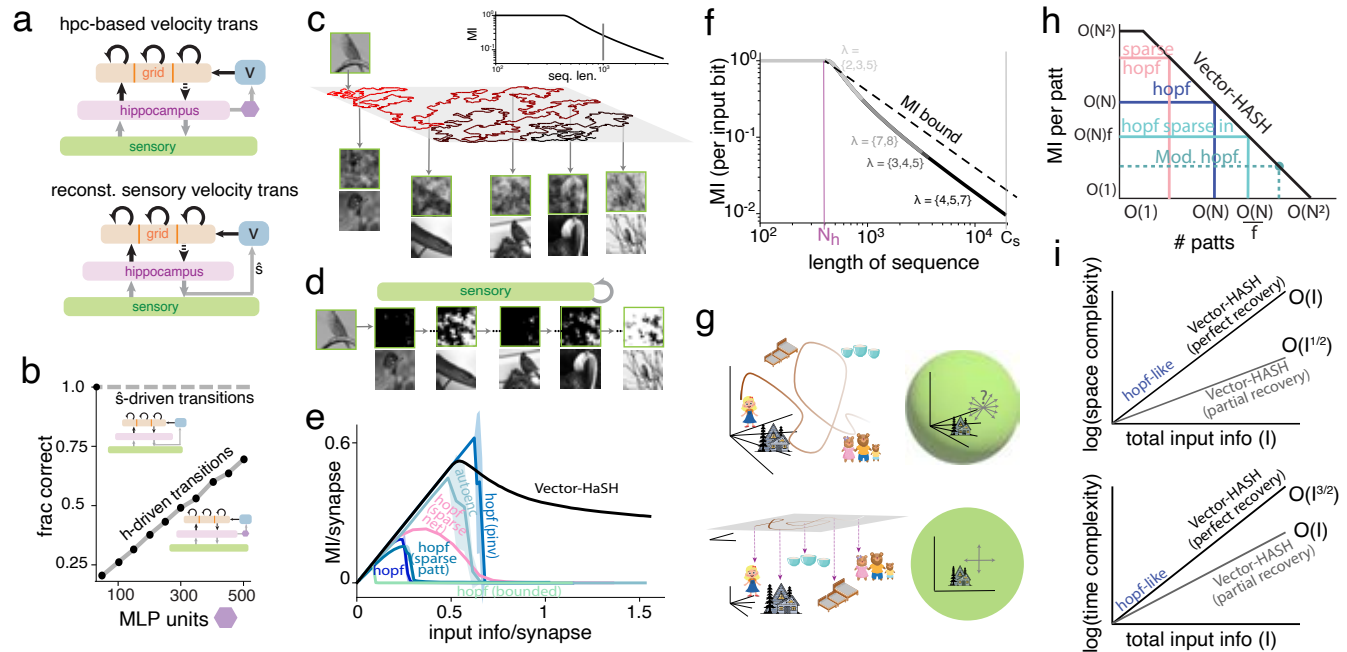 a
hpc-based velocity trans
grid
V
hippocampus
sensory
reconst. sensory velocity trans
grid
V
hippocampus
ŝ
sensory
b
1.0
0.75
0.5
0.25
frac correct
ŝ-driven transitions
h-driven transitions
100
300
500
MLP units
c
MI
10⁰
10⁻¹
10³
seq. len.
d
sensory
e
MI/synapse
0.6
0
0
0.5
1
1.5
input info/synapse
Vector-HaSH
autoenc
hopf (pinv)
hopf
(sparse
net)
hopf
hopf
(sparse
patt)
hopf (bounded)
f
MI (per input bit)
10⁰
10⁻¹
10⁻²
10²
10³
10⁴
Cs
Nh
length of sequence
λ =
{2,3,5}
λ = {7,8}
λ = {3,4,5}
λ = {4,5,7}
MI bound
g
?
h
MI per patt
O(N²)
O(N)
O(N)f
O(1)
sparse
hopf
hopf
hopf sparse in
Mod. hopf.
Vector-HASH
O(1)
O(N)
O(N)
f
O(N²)
# patts
i
log(space complexity)
hopf-like
Vector-HASH
(perfect recovery)
O(I)
O(I^1/2)
Vector-HASH
(partial recovery)
total input info (I)
log(time complexity)
hopf-like
Vector-HASH
(perfect recovery)
O(I^3/2)
O(I)
Vector-HASH
(partial recovery)
total input info (I)